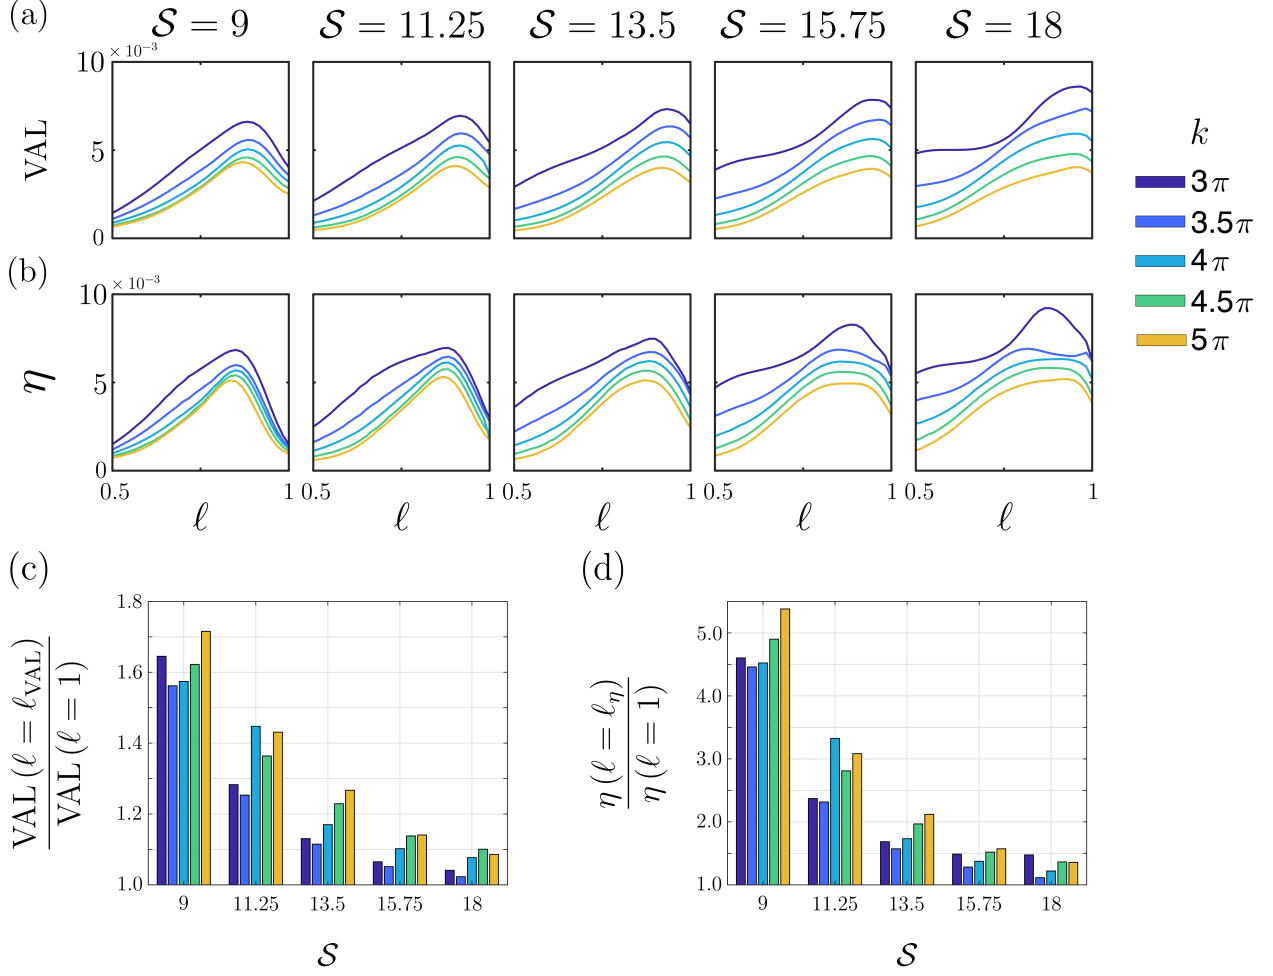 (a)
𝒮 = 9 𝒮 = 11.25 𝒮 = 13.5 𝒮 = 15.75 𝒮 = 18
× 10⁻³
10
5
0
VAL
k
3π
3.5π
4π
4.5π
5π
(b)
× 10⁻³
10
5
0
η
0.5 1 0.5 1 0.5 1 0.5 1 0.5 1
ℓ ℓ ℓ ℓ ℓ
(c)
VAL (ℓ = ℓ_VAL)
VAL (ℓ = 1)
1.8
1.6
1.4
1.2
1.0
9 11.25 13.5 15.75 18
𝒮
(d)
η (ℓ = ℓ_η)
η (ℓ = 1)
5.0
4.0
3.0
2.0
1.0
9 11.25 13.5 15.75 18
𝒮